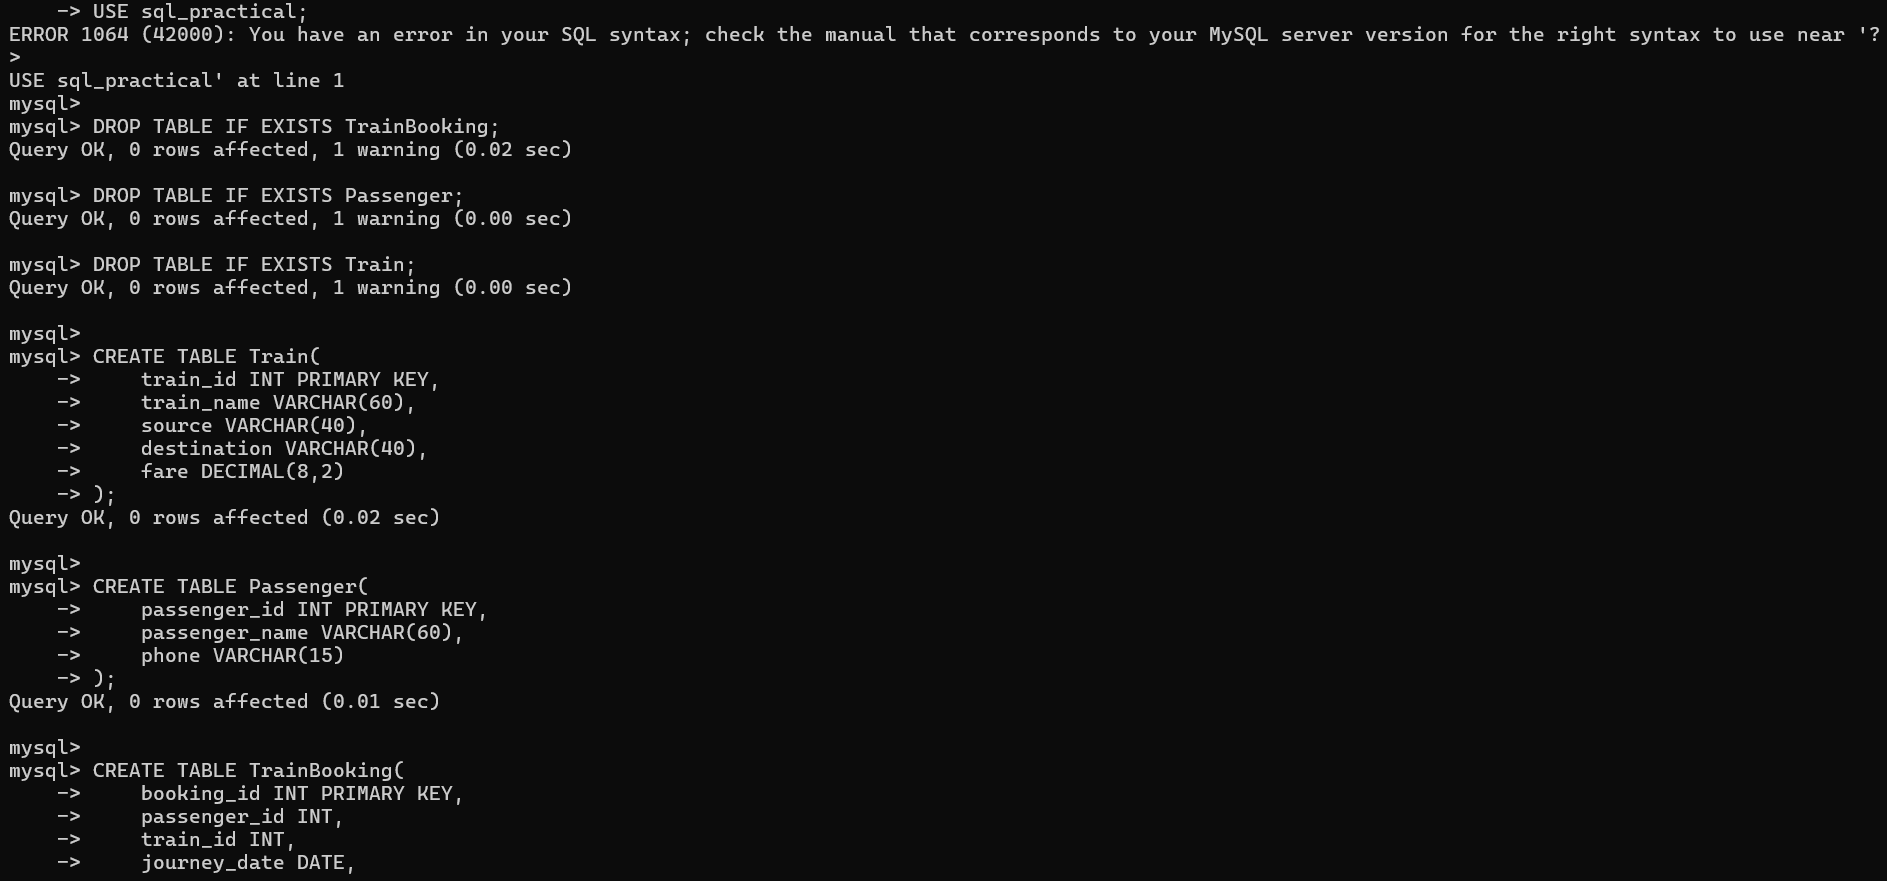 -> USE sql_practical;
ERROR 1064 (42000): You have an error in your SQL syntax; check the manual that corresponds to your MySQL server version for the right syntax to use near '?
>
USE sql_practical' at line 1
mysql>
mysql> DROP TABLE IF EXISTS TrainBooking;
Query OK, 0 rows affected, 1 warning (0.02 sec)

mysql> DROP TABLE IF EXISTS Passenger;
Query OK, 0 rows affected, 1 warning (0.00 sec)

mysql> DROP TABLE IF EXISTS Train;
Query OK, 0 rows affected, 1 warning (0.00 sec)

mysql>
mysql> CREATE TABLE Train(
    ->     train_id INT PRIMARY KEY,
    ->     train_name VARCHAR(60),
    ->     source VARCHAR(40),
    ->     destination VARCHAR(40),
    ->     fare DECIMAL(8,2)
    -> );
Query OK, 0 rows affected (0.02 sec)

mysql>
mysql> CREATE TABLE Passenger(
    ->     passenger_id INT PRIMARY KEY,
    ->     passenger_name VARCHAR(60),
    ->     phone VARCHAR(15)
    -> );
Query OK, 0 rows affected (0.01 sec)

mysql>
mysql> CREATE TABLE TrainBooking(
    ->     booking_id INT PRIMARY KEY,
    ->     passenger_id INT,
    ->     train_id INT,
    ->     journey_date DATE,